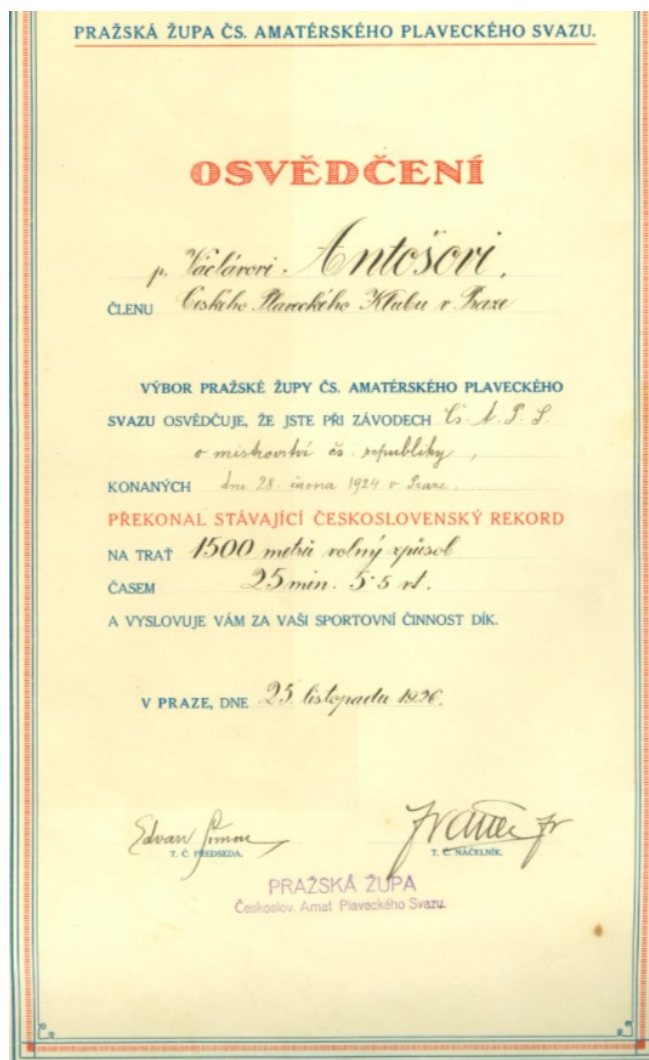 PRAŽSKÁ ŽUPA ČS. AMATÉRSKÉHO PLAVECKÉHO SVAZU.
OSVĚDČENÍ
p. Václavovi Antošovi,
ČLENU Českého Plaveckého Klubu v Praze
VÝBOR PRAŽSKÉ ŽUPY ČS. AMATÉRSKÉHO PLAVECKÉHO
SVAZU OSVĚDČUJE, ŽE JSTE PŘI ZÁVODECH Čs. A. P. S.
o mistrovství čs. republiky,
KONANÝCH dne 28. června 1924 v Praze.
PŘEKONAL STÁVAJÍCÍ ČESKOSLOVENSKÝ REKORD
NA TRAŤ 1500 metrů volný způsob
ČASEM 25 min. 5·5 vt.
A VYSLOVUJE VÁM ZA VAŠI SPORTOVNÍ ČINNOST DÍK.
V PRAZE, DNE 25. listopadu 1926.
T. Č. PŘEDSEDA. T. Č. NÁČELNÍK.
PRAŽSKÁ ŽUPA
Českoslov. Amat. Plaveckého Svazu.